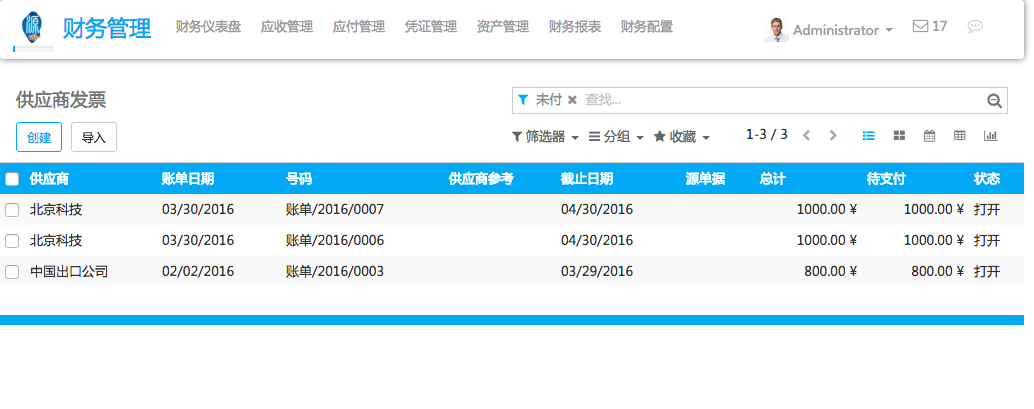 源
财务管理 财务仪表盘 应收管理 应付管理 凭证管理 资产管理 财务报表 财务配置 Administrator 17
供应商发票
未付 查找...
创建 导入
筛选器 分组 收藏 1-3 / 3
供应商 账单日期 号码 供应商参考 截止日期 源单据 总计 待支付 状态
北京科技 03/30/2016 账单/2016/0007 04/30/2016 1000.00 ¥ 1000.00 ¥ 打开
北京科技 03/30/2016 账单/2016/0006 04/30/2016 1000.00 ¥ 1000.00 ¥ 打开
中国出口公司 02/02/2016 账单/2016/0003 03/29/2016 800.00 ¥ 800.00 ¥ 打开